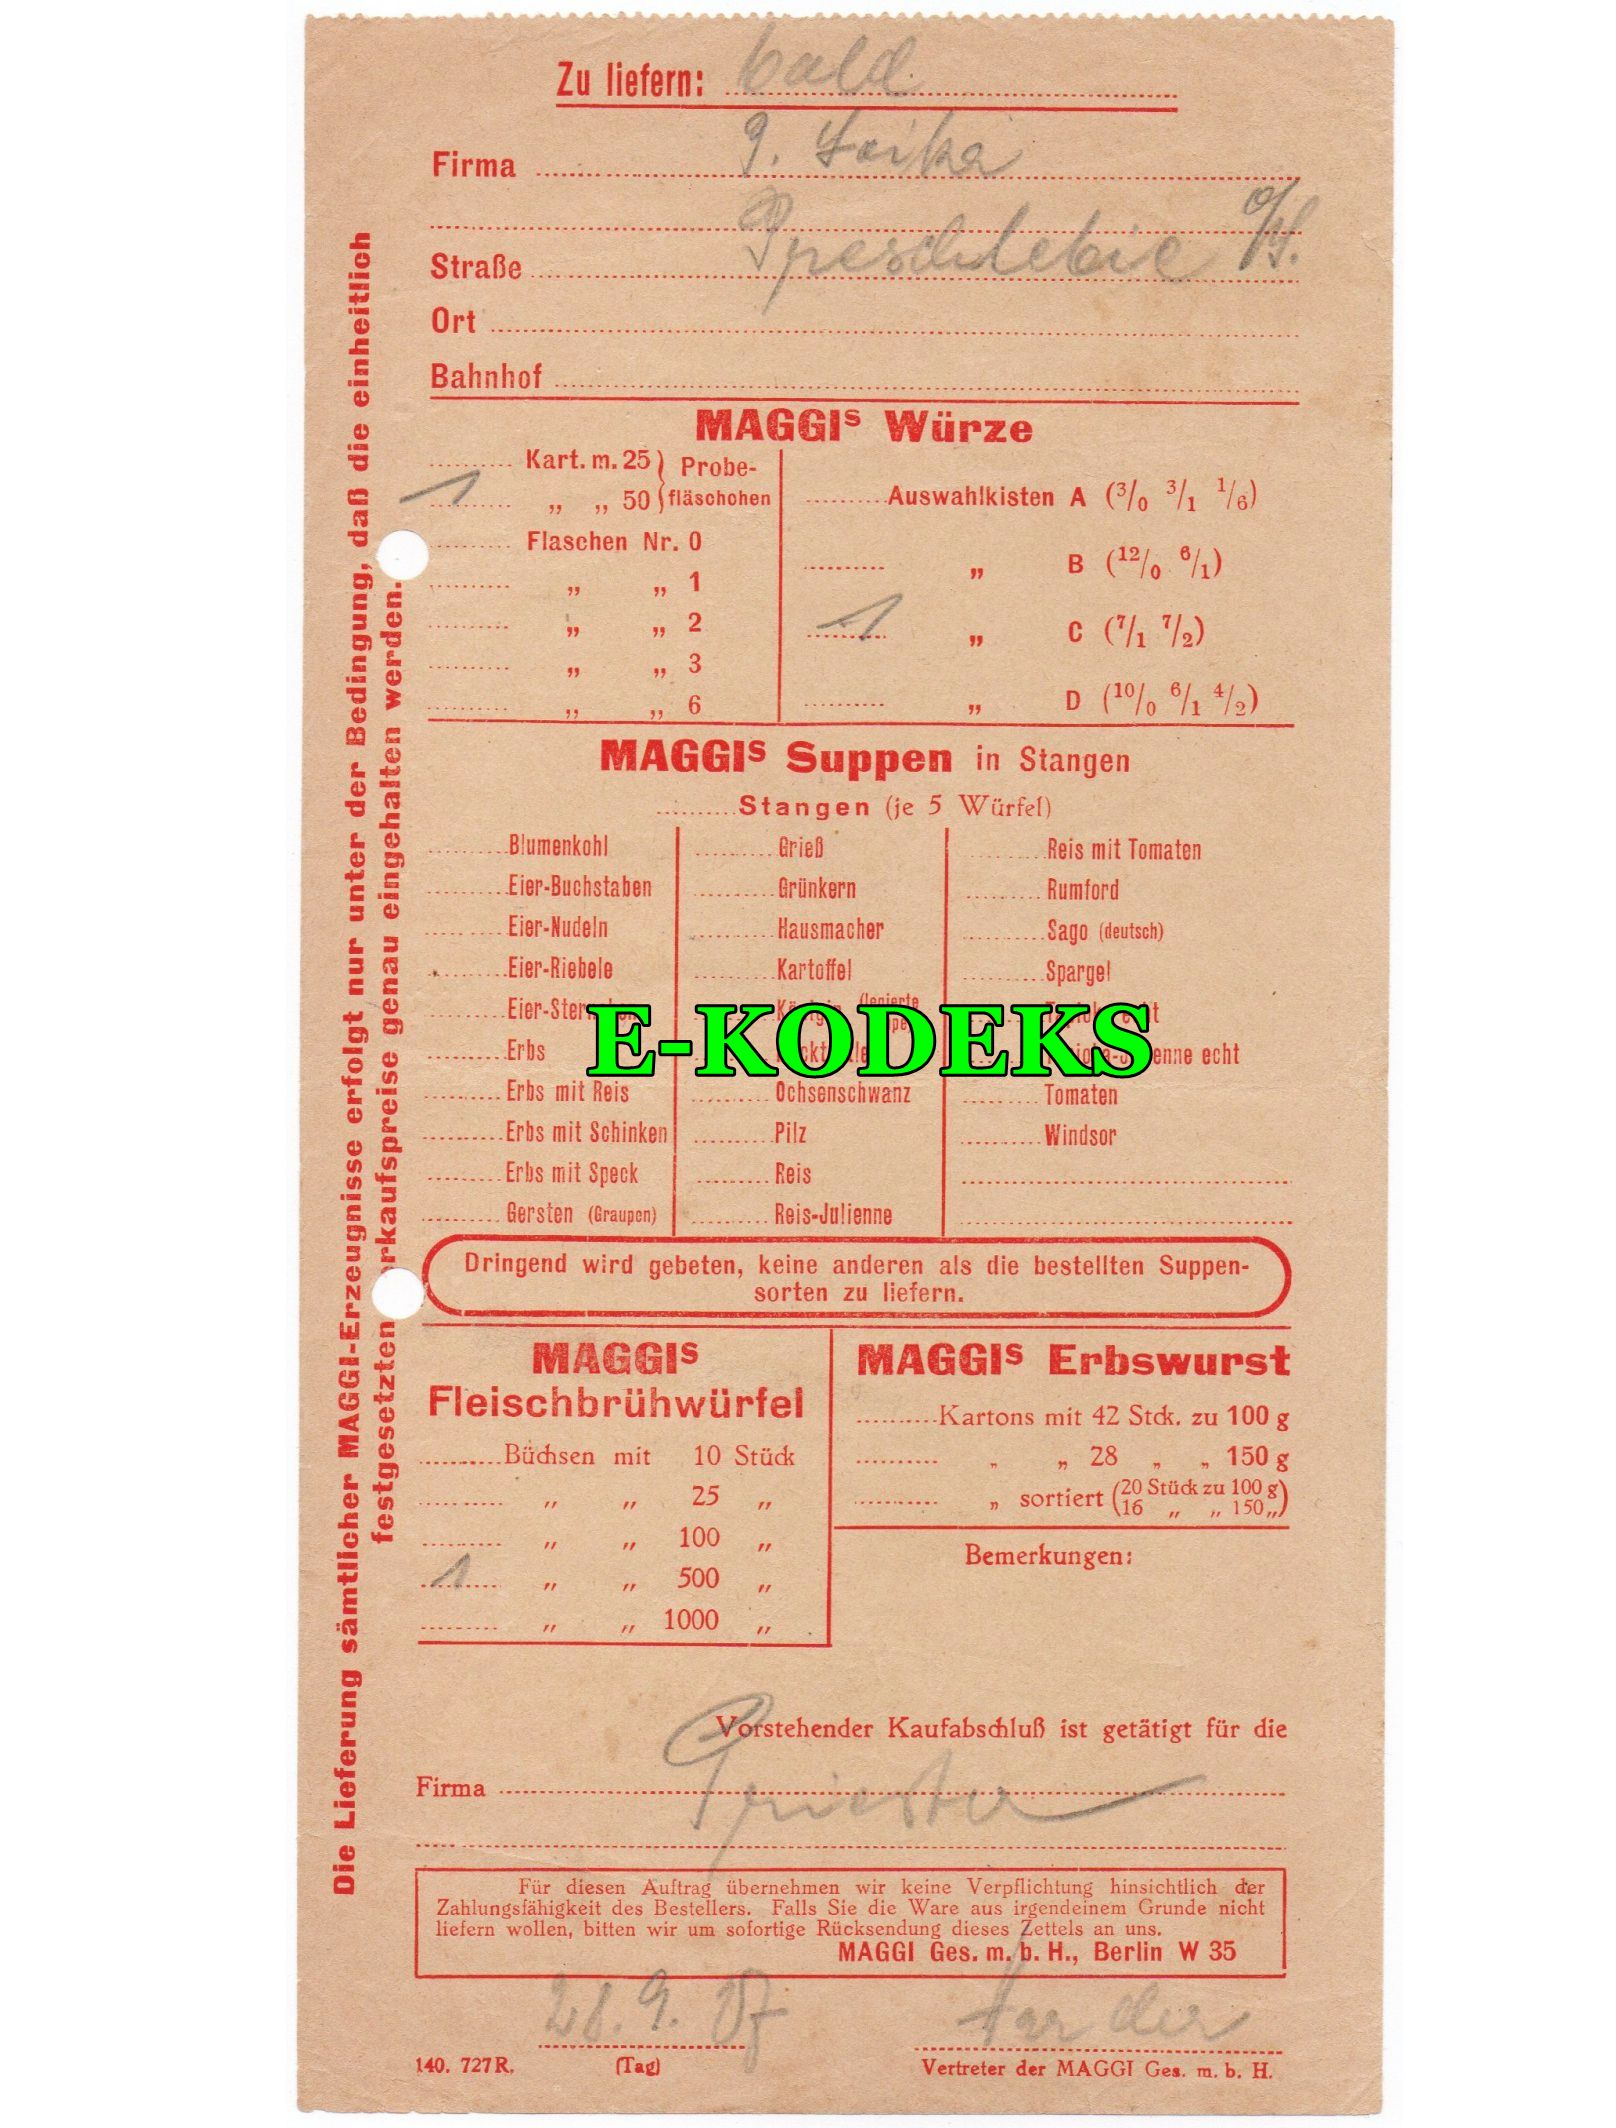 Zu liefern: bald
Firma
Straße
Ort
Bahnhof
MAGGIs Würze
Kart. m. 25 } Probe-
1 „ „ 50 } fläschchen
Flaschen Nr. 0
„ „ 1
„ „ 2
„ „ 3
„ „ 6
Auswahlkisten A (3/0 3/1 1/6)
„ B (12/0 6/1)
1 „ C (7/1 7/2)
„ D (10/0 6/1 4/2)
MAGGIs Suppen in Stangen
Stangen (je 5 Würfel)
Blumenkohl
Eier-Buchstaben
Eier-Nudeln
Eier-Riebele
Erbs
Erbs mit Reis
Erbs mit Schinken
Erbs mit Speck
Gersten (Graupen)
Grieß
Grünkern
Hausmacher
Kartoffel
Ochsenschwanz
Pilz
Reis
Reis-Julienne
Reis mit Tomaten
Rumford
Sago (deutsch)
Spargel
echt
Tomaten
Windsor
E-KODEKS
Dringend wird gebeten, keine anderen als die bestellten Suppen-
sorten zu liefern.
MAGGIs
Fleischbrühwürfel
Büchsen mit 10 Stück
„ „ 25 „
„ „ 100 „
1 „ „ 500 „
„ „ 1000 „
MAGGIs Erbswurst
Kartons mit 42 Stck. zu 100 g
„ „ 28 „ „ 150 g
„ sortiert (20 Stück zu 100 g
16 „ „ 150 „)
Bemerkungen:
Vorstehender Kaufabschluß ist getätigt für die
Firma Priester
Für diesen Auftrag übernehmen wir keine Verpflichtung hinsichtlich der
Zahlungsfähigkeit des Bestellers. Falls Sie die Ware aus irgendeinem Grunde nicht
liefern wollen, bitten wir um sofortige Rücksendung dieses Zettels an uns.
MAGGI Ges. m. b. H., Berlin W 35
28. 9. 37
140. 727 R. (Tag) Vertreter der MAGGI Ges. m. b. H.
Die Lieferung sämtlicher MAGGI-Erzeugnisse erfolgt nur unter der Bedingung, daß die einheitlich
festgesetzten Verkaufspreise genau eingehalten werden.